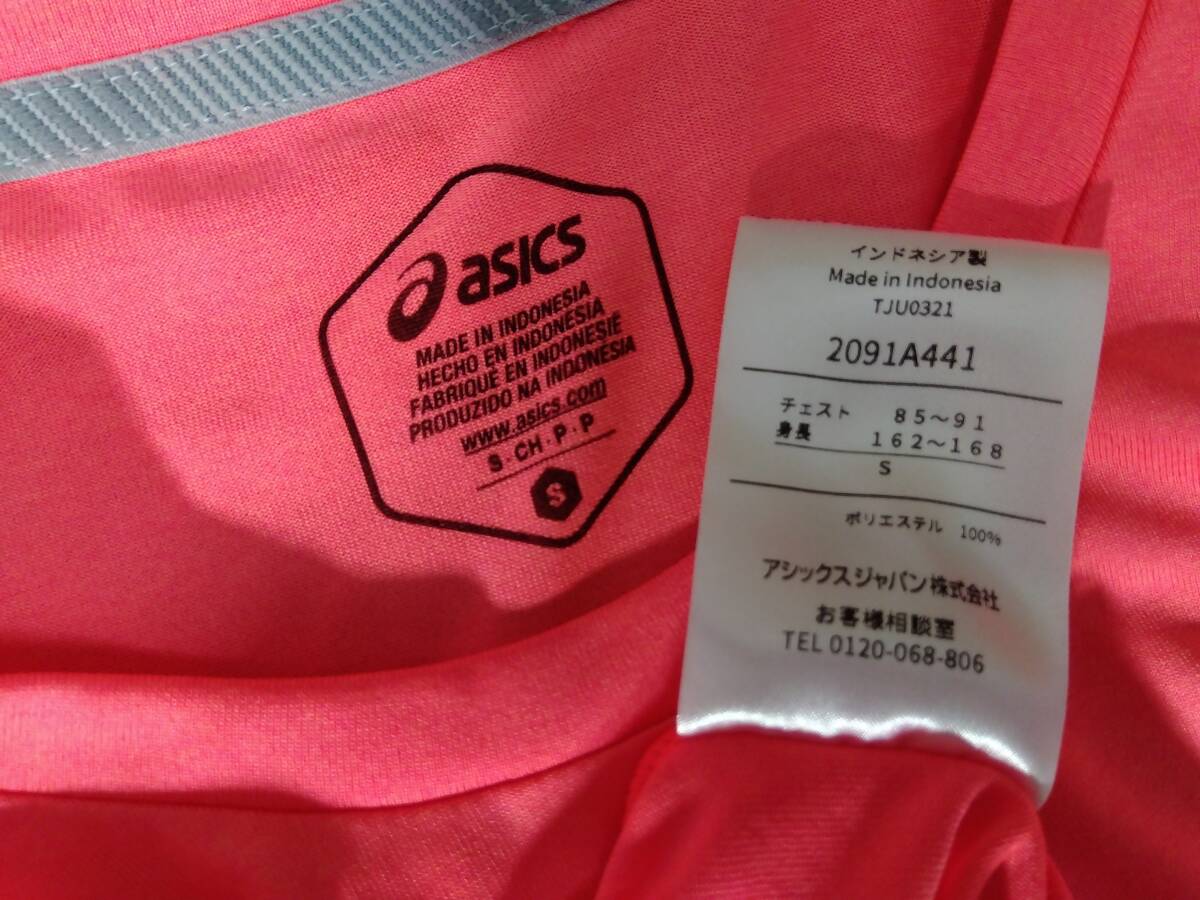 asics
MADE IN INDONESIA
HECHO EN INDONESIA
FABRIQUÉ EN INDONESIÉ
PRODUZIDO NA INDONESIA
www.asics.com
S・CH・P・P
S
インドネシア製
Made in Indonesia
TJU0321
2091A441
チェスト 85～91
身長 162～168
S
ポリエステル 100%
アシックスジャパン株式会社
お客様相談室
TEL 0120-068-806